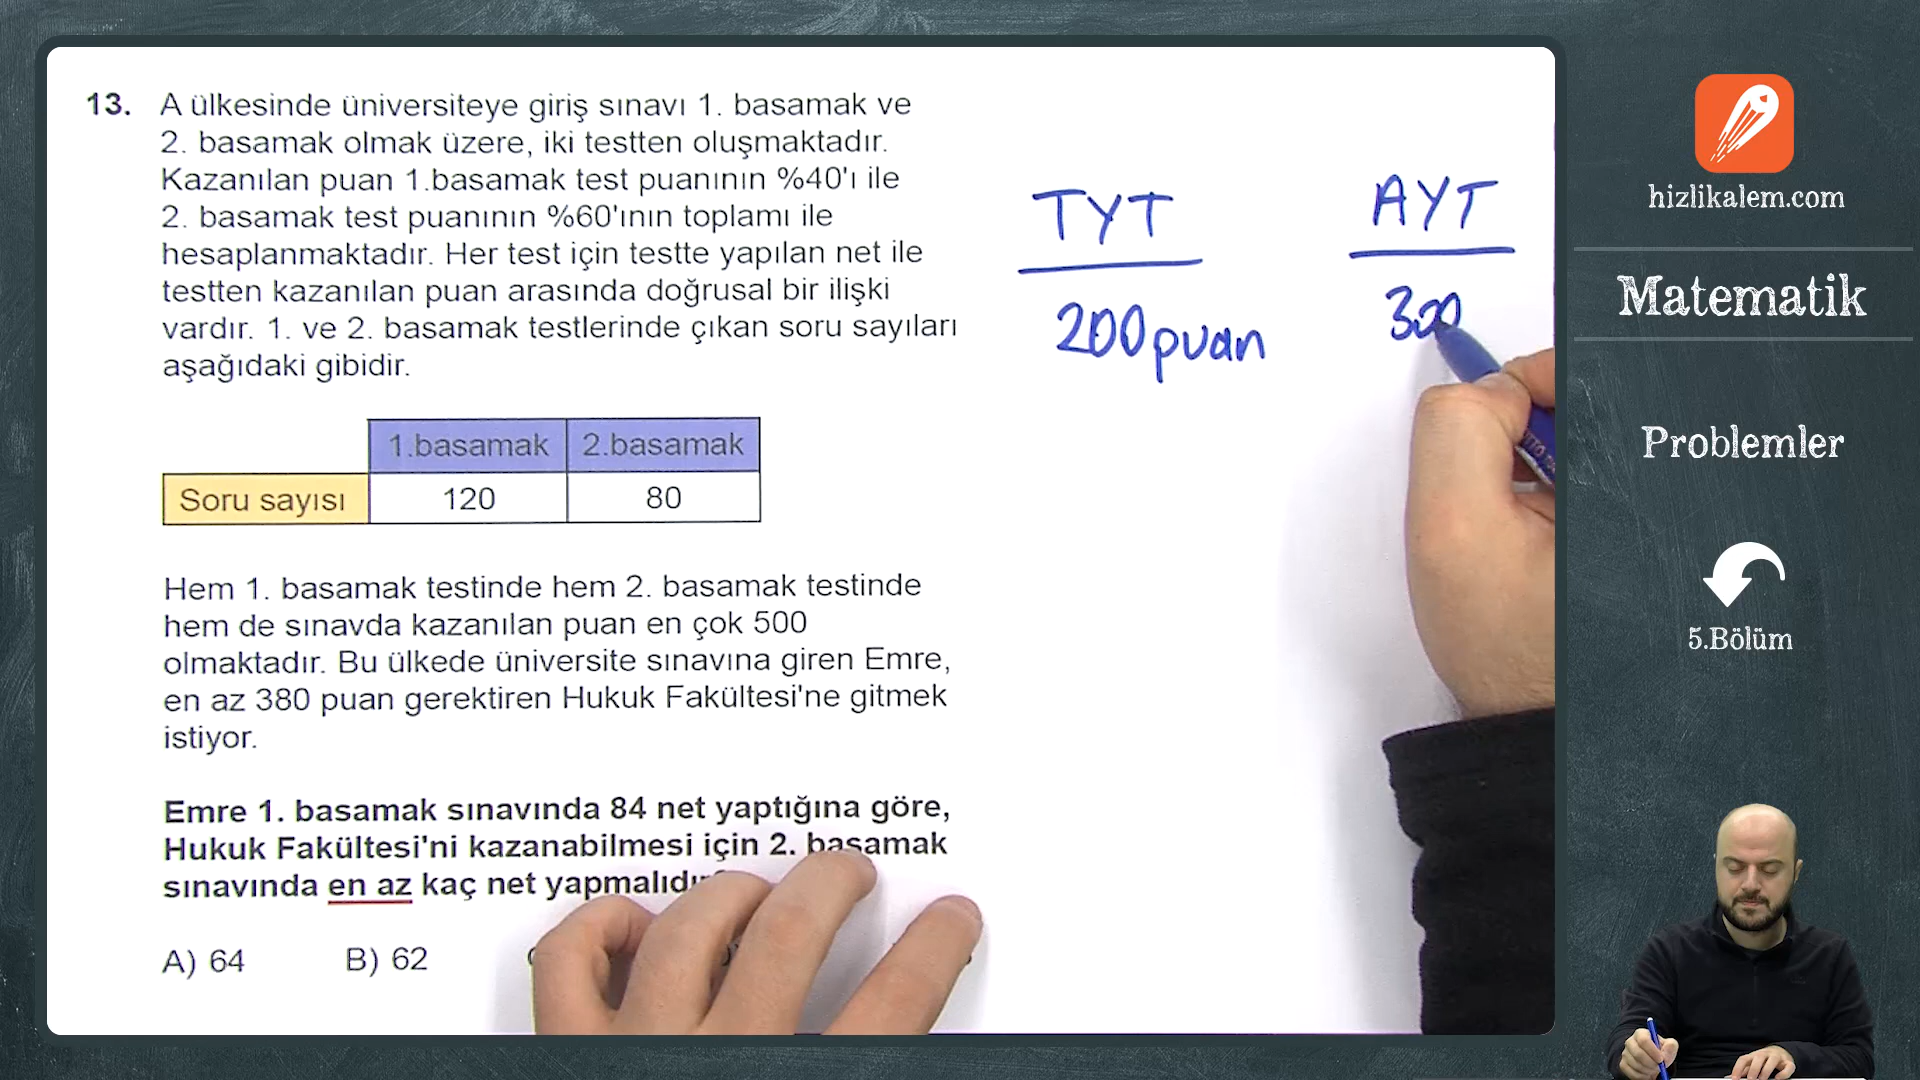 13. A ülkesinde üniversiteye giriş sınavı 1. basamak ve
2. basamak olmak üzere, iki testten oluşmaktadır.
Kazanılan puan 1.basamak test puanının %40'ı ile
2. basamak test puanının %60'ının toplamı ile
hesaplanmaktadır. Her test için testte yapılan net ile
testten kazanılan puan arasında doğrusal bir ilişki
vardır. 1. ve 2. basamak testlerinde çıkan soru sayıları
aşağıdaki gibidir.
1.basamak 2.basamak
Soru sayısı 120 80
Hem 1. basamak testinde hem 2. basamak testinde
hem de sınavda kazanılan puan en çok 500
olmaktadır. Bu ülkede üniversite sınavına giren Emre,
en az 380 puan gerektiren Hukuk Fakültesi'ne gitmek
istiyor.
Emre 1. basamak sınavında 84 net yaptığına göre,
Hukuk Fakültesi'ni kazanabilmesi için 2. basamak
sınavında en az kaç net yapmalıdır?
A) 64 B) 62
TYT AYT
200 puan 300
hizlikalem.com
Matematik
Problemler
5.Bölüm